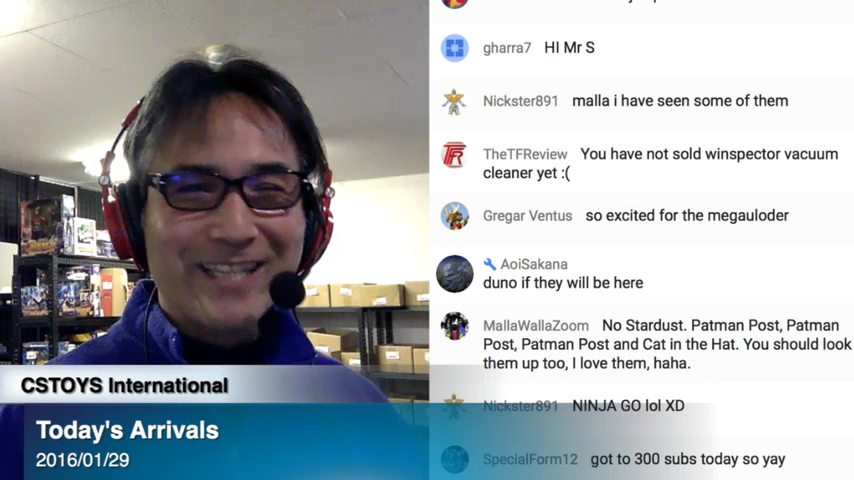 gharra7 HI Mr S
Nickster891 malla i have seen some of them
TheTFReview You have not sold winspector vacuum
cleaner yet :(
Gregar Ventus so excited for the megauloder
AoiSakana
duno if they will be here
MallaWallaZoom No Stardust. Patman Post, Patman
Post, Patman Post and Cat in the Hat. You should look
them up too, I love them, haha.
CSTOYS International
Nickster891 NINJA GO lol XD
Today's Arrivals
2016/01/29
SpecialForm12 got to 300 subs today so yay